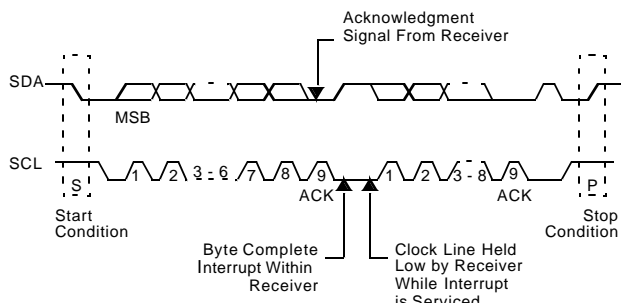 Acknowledgment
Signal From Receiver
SDA
MSB
SCL
S 1 2 3 - 6 7 8 9 1 2 3 - 8 9 P
ACK ACK
Start
Condition
Stop
Condition
Byte Complete
Interrupt Within
Receiver
Clock Line Held
Low by Receiver
While Interrupt
is Serviced